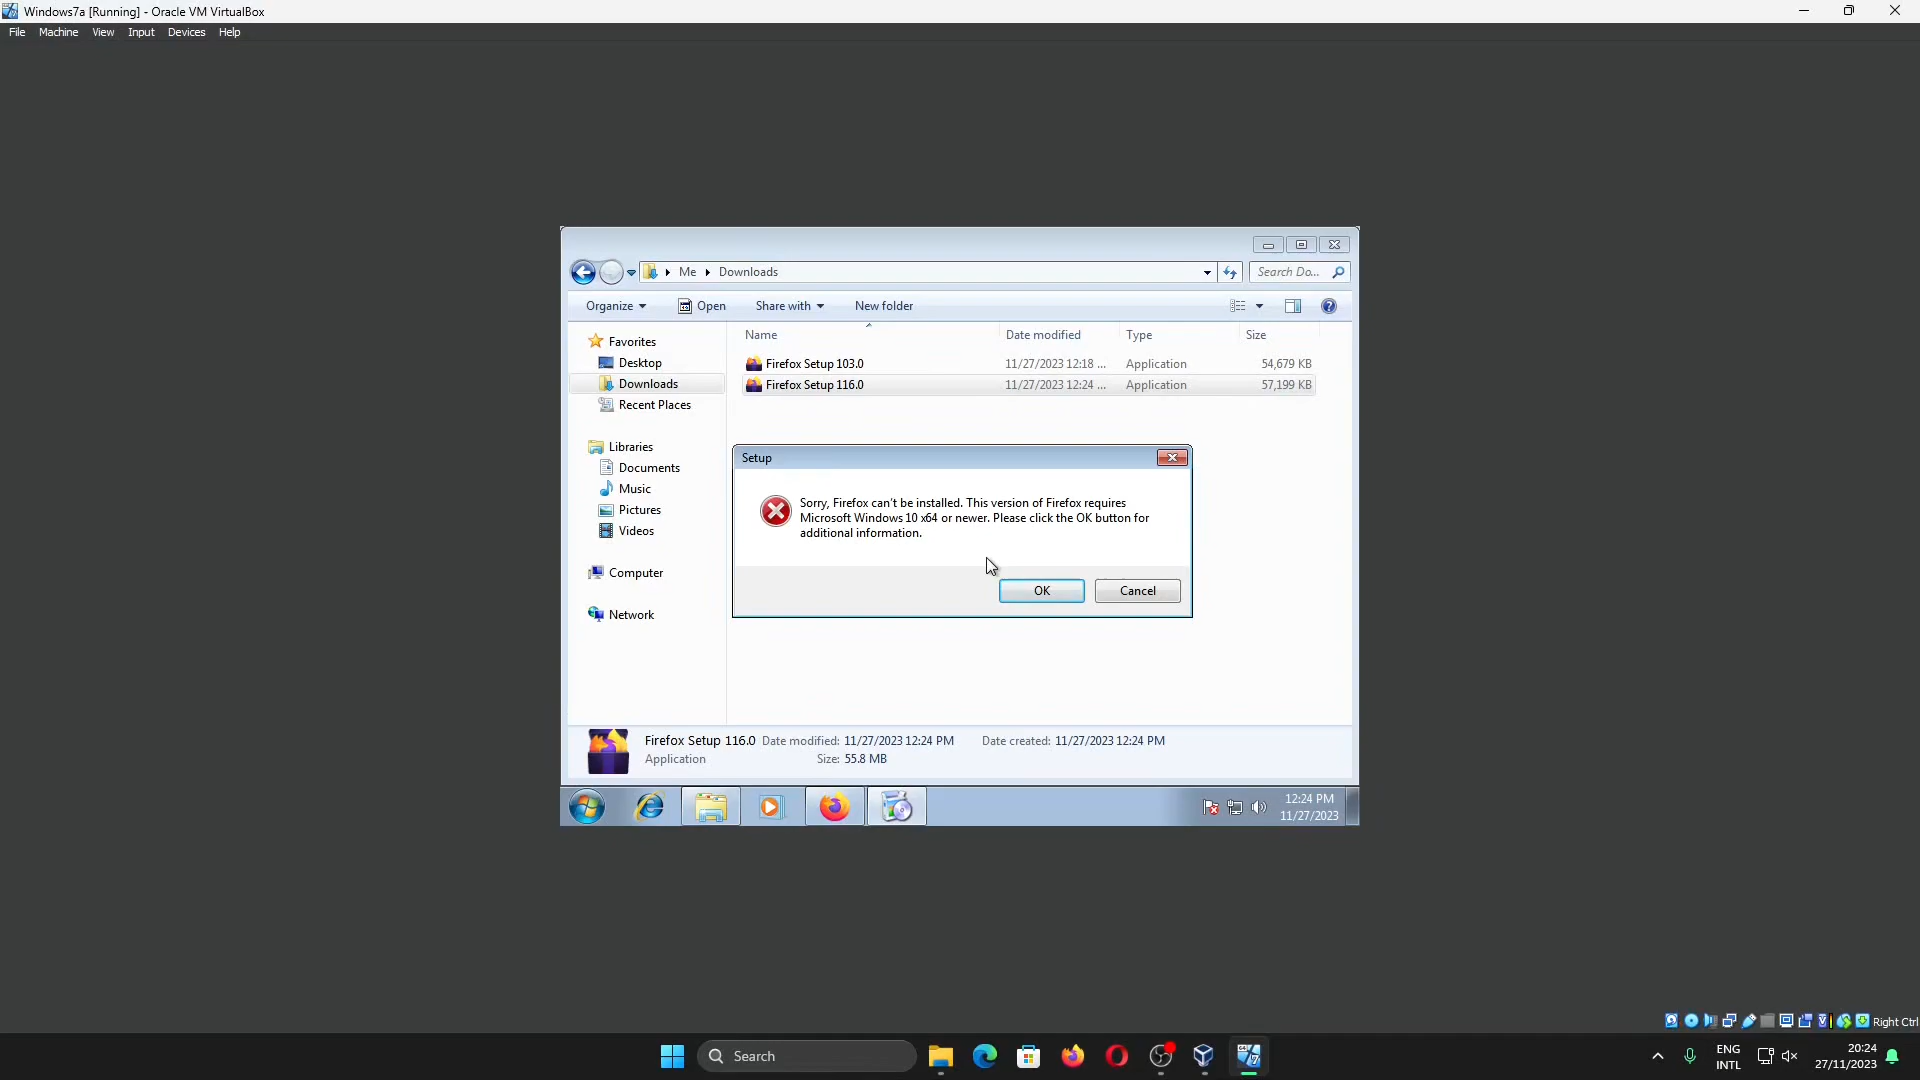 Windows7a [Running] - Oracle VM VirtualBox
File Machine View Input Devices Help
Me Downloads
Search Do...
Organize Open Share with New folder
Name Date modified Type Size
Favorites
Desktop
Downloads
Recent Places
Libraries
Documents
Music
Pictures
Videos
Computer
Network
Firefox Setup 103.0 11/27/2023 12:18 ... Application 54,679 KB
Firefox Setup 116.0 11/27/2023 12:24 ... Application 57,199 KB
Setup
Sorry, Firefox can't be installed. This version of Firefox requires
Microsoft Windows 10 x64 or newer. Please click the OK button for
additional information.
OK Cancel
Firefox Setup 116.0 Date modified: 11/27/2023 12:24 PM Date created: 11/27/2023 12:24 PM
Application Size: 55.8 MB
12:24 PM
11/27/2023
Right Ctrl
Search
ENG
INTL
20:24
27/11/2023